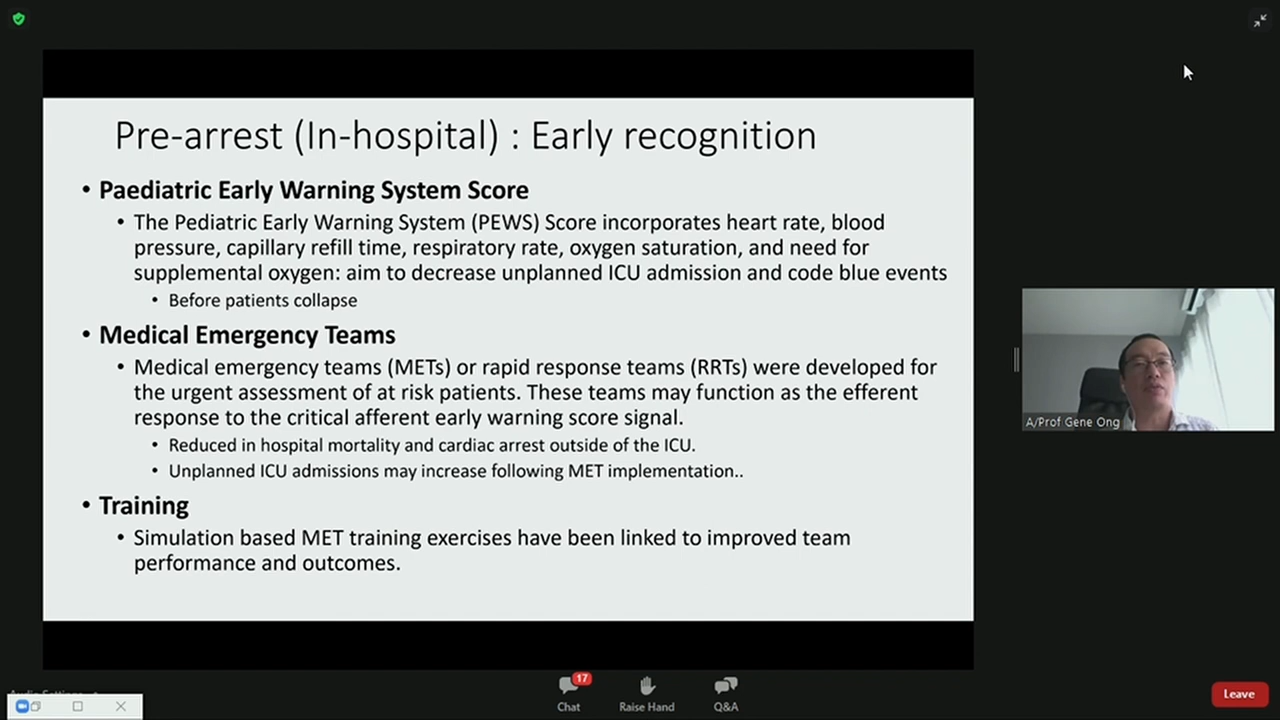 Pre-arrest (In-hospital) : Early recognition
• Paediatric Early Warning System Score
• The Pediatric Early Warning System (PEWS) Score incorporates heart rate, blood
pressure, capillary refill time, respiratory rate, oxygen saturation, and need for
supplemental oxygen: aim to decrease unplanned ICU admission and code blue events
• Before patients collapse
• Medical Emergency Teams
• Medical emergency teams (METs) or rapid response teams (RRTs) were developed for
the urgent assessment of at risk patients. These teams may function as the efferent
response to the critical afferent early warning score signal.
• Reduced in hospital mortality and cardiac arrest outside of the ICU.
• Unplanned ICU admissions may increase following MET implementation..
• Training
• Simulation based MET training exercises have been linked to improved team
performance and outcomes.
A/Prof Gene Ong
17
Chat
Raise Hand
Q&A
Leave